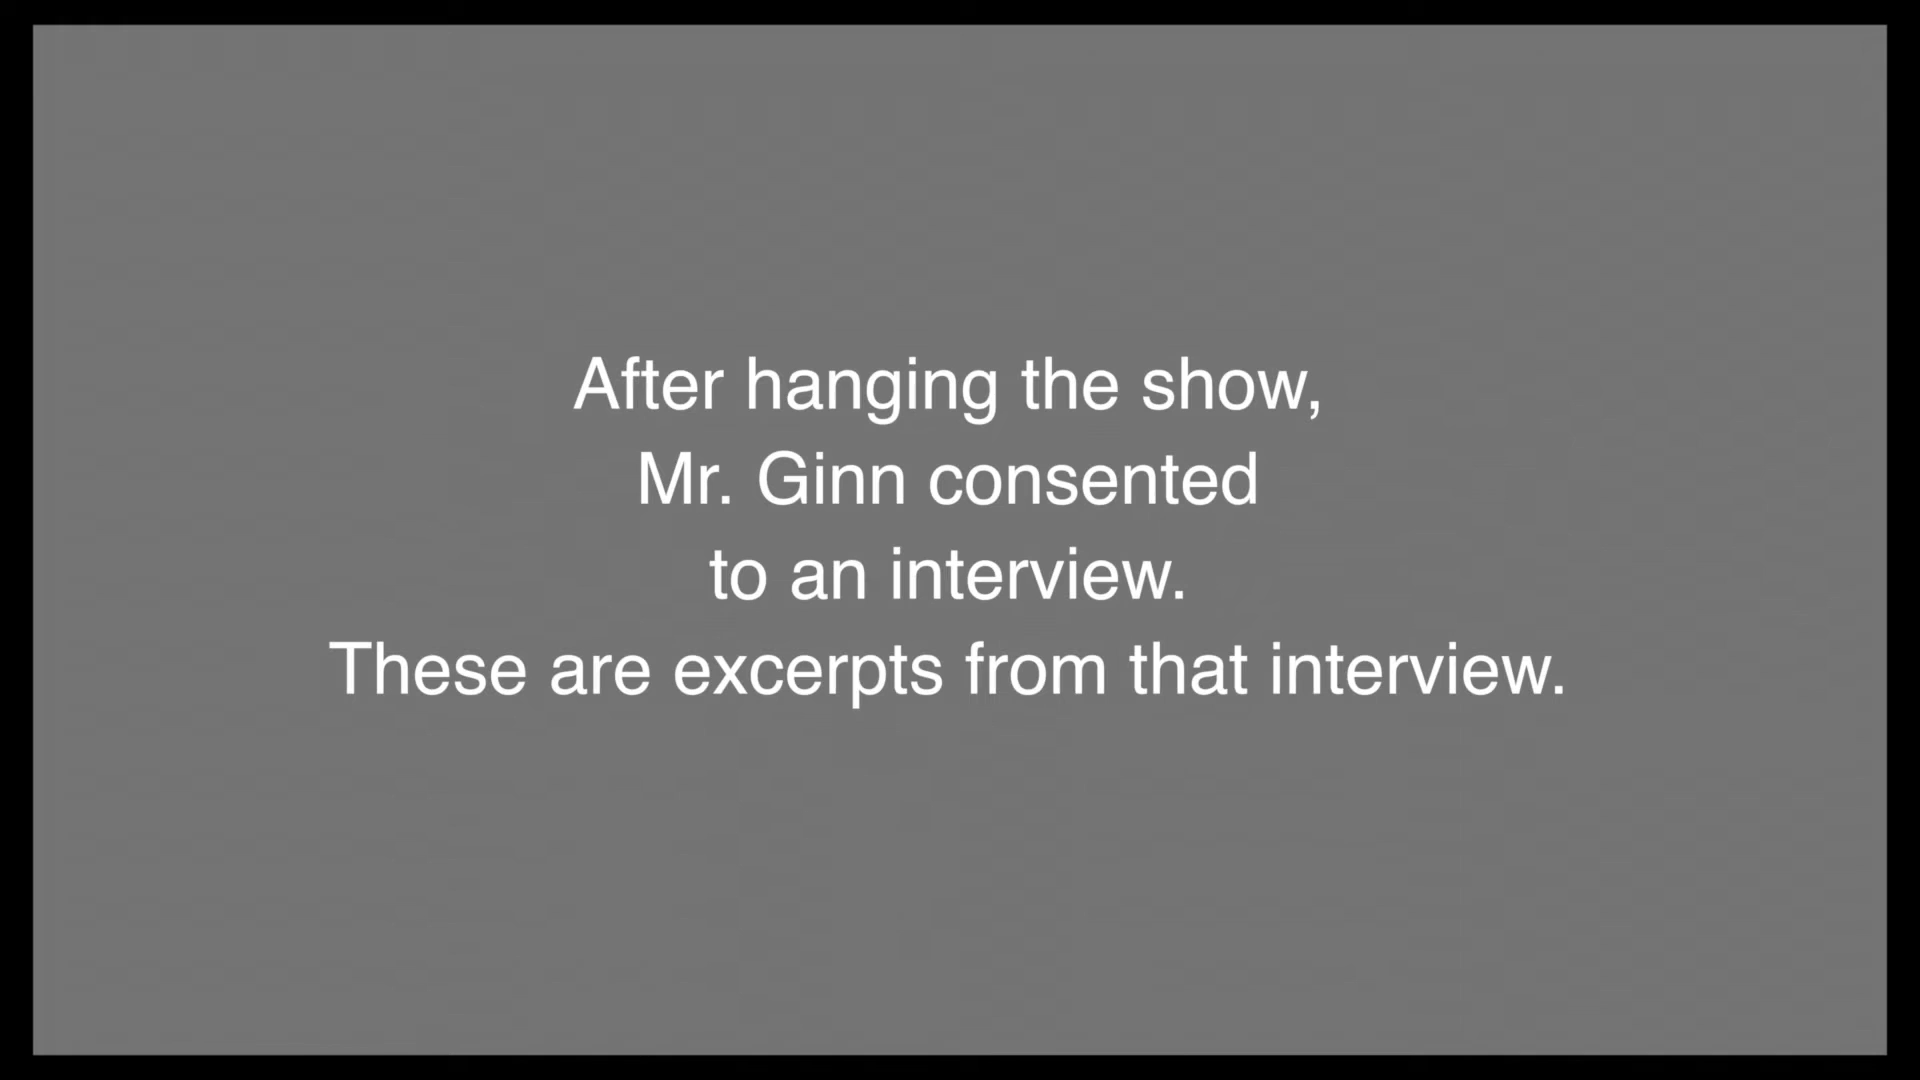 After hanging the show,
Mr. Ginn consented
to an interview.
These are excerpts from that interview.